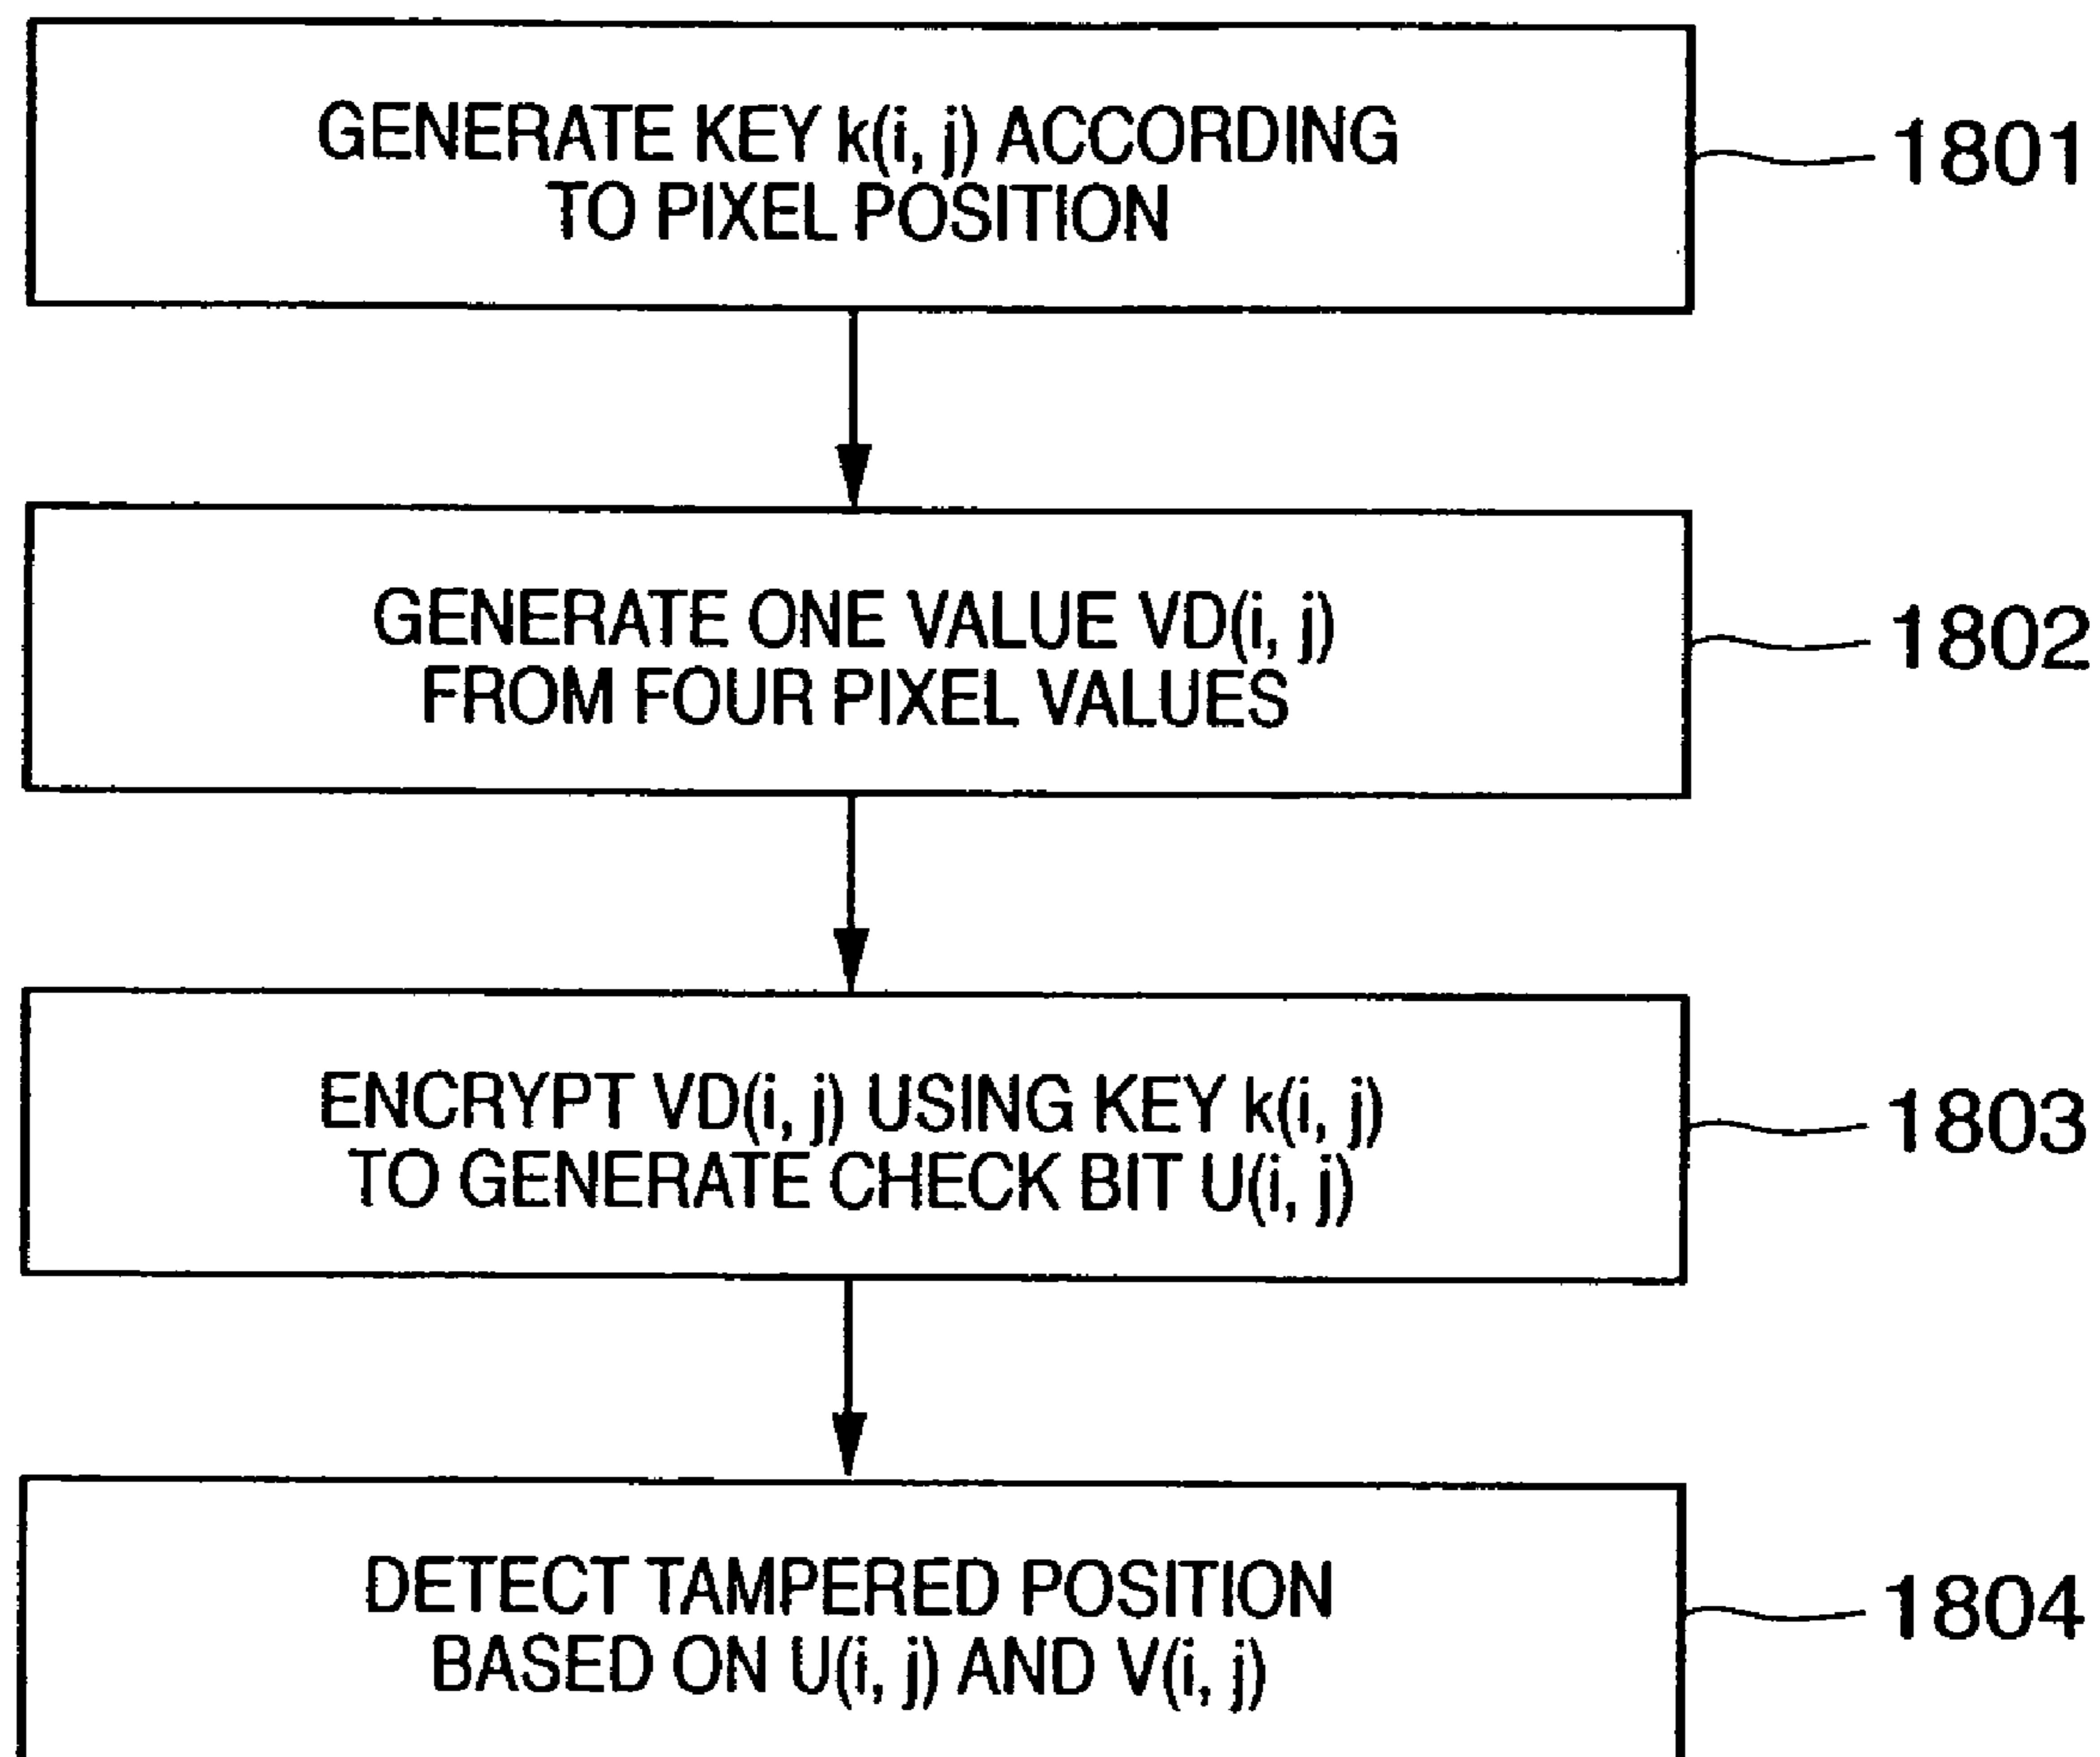 GENERATE KEY k(i, j) ACCORDING
TO PIXEL POSITION
1801
GENERATE ONE VALUE VD(i, j)
FROM FOUR PIXEL VALUES
1802
ENCRYPT VD(i, j) USING KEY k(i, j)
TO GENERATE CHECK BIT U(i, j)
1803
DETECT TAMPERED POSITION
BASED ON U(i, j) AND V(i, j)
1804